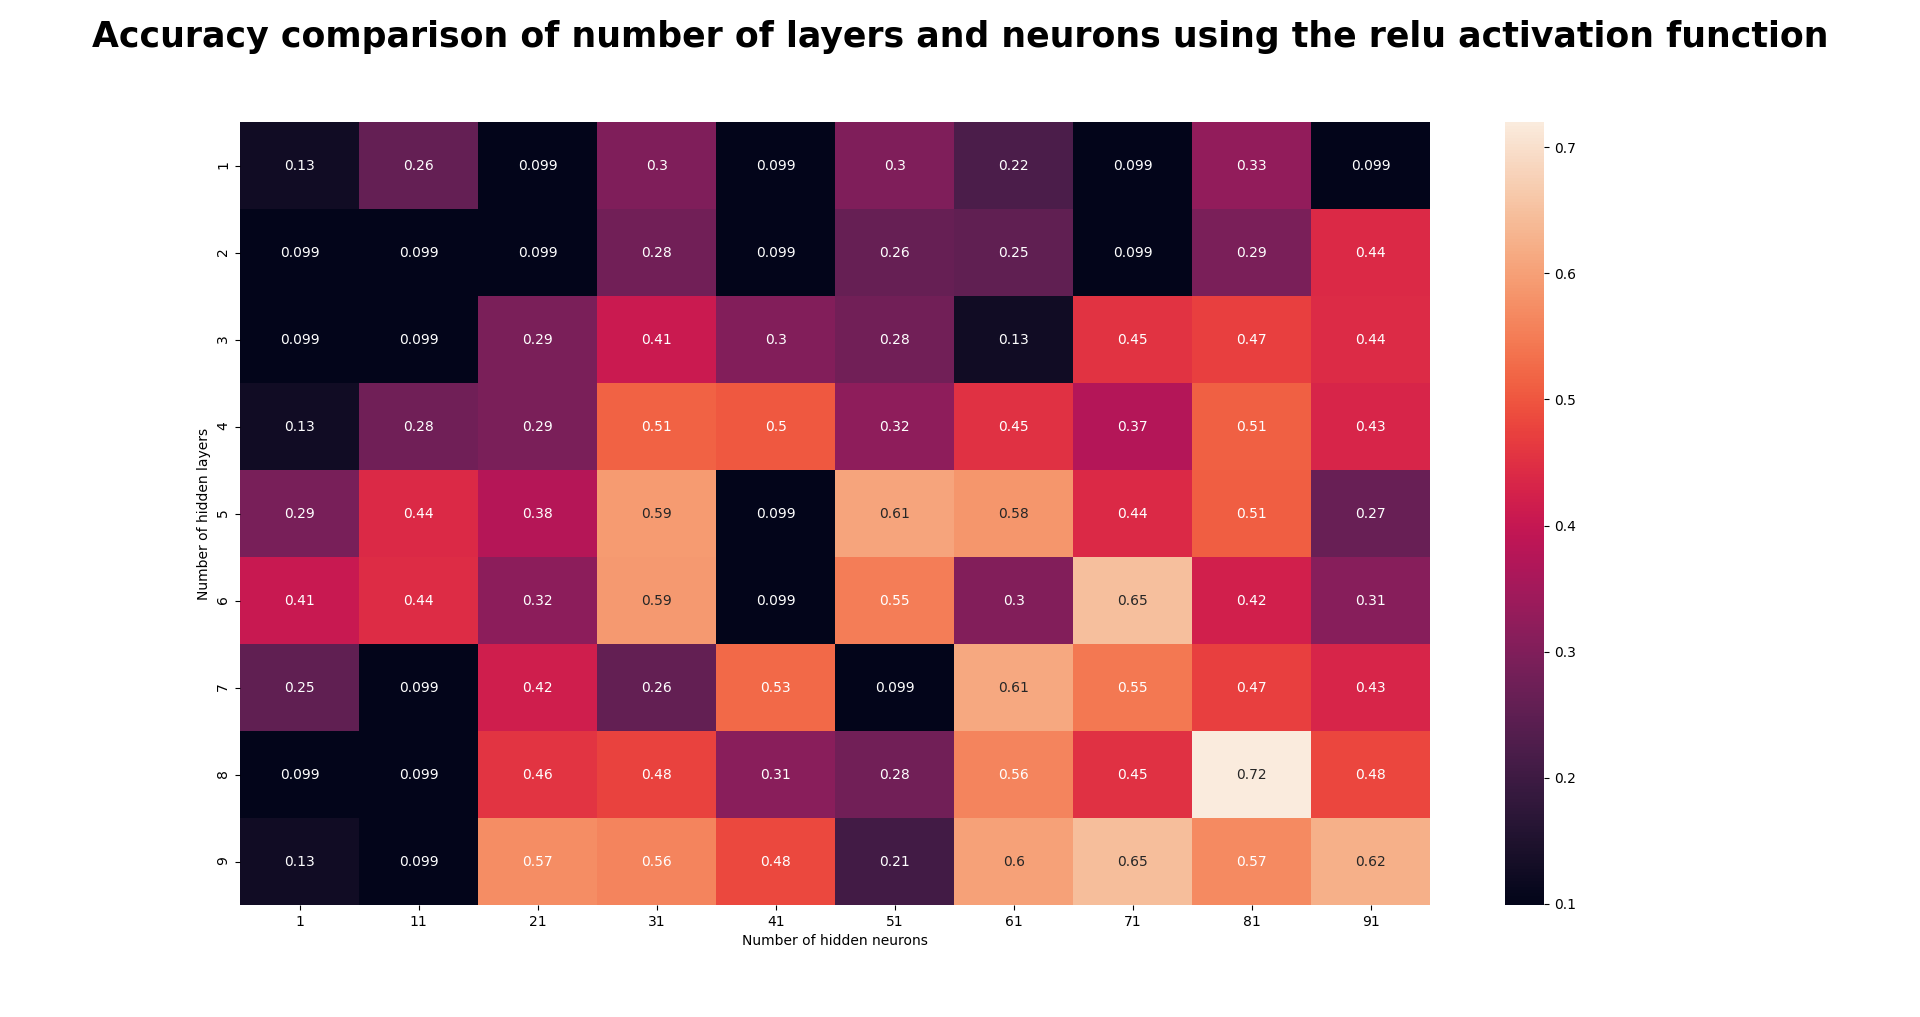 Accuracy comparison of number of layers and neurons using the relu activation function
Number of hidden layers
1 0.13 0.26 0.099 0.3 0.099 0.3 0.22 0.099 0.33 0.099
2 0.099 0.099 0.099 0.28 0.099 0.26 0.25 0.099 0.29 0.44
3 0.099 0.099 0.29 0.41 0.3 0.28 0.13 0.45 0.47 0.44
4 0.13 0.28 0.29 0.51 0.5 0.32 0.45 0.37 0.51 0.43
5 0.29 0.44 0.38 0.59 0.099 0.61 0.58 0.44 0.51 0.27
6 0.41 0.44 0.32 0.59 0.099 0.55 0.3 0.65 0.42 0.31
7 0.25 0.099 0.42 0.26 0.53 0.099 0.61 0.55 0.47 0.43
8 0.099 0.099 0.46 0.48 0.31 0.28 0.56 0.45 0.72 0.48
9 0.13 0.099 0.57 0.56 0.48 0.21 0.6 0.65 0.57 0.62
1 11 21 31 41 51 61 71 81 91
Number of hidden neurons
0.7
0.6
0.5
0.4
0.3
0.2
0.1